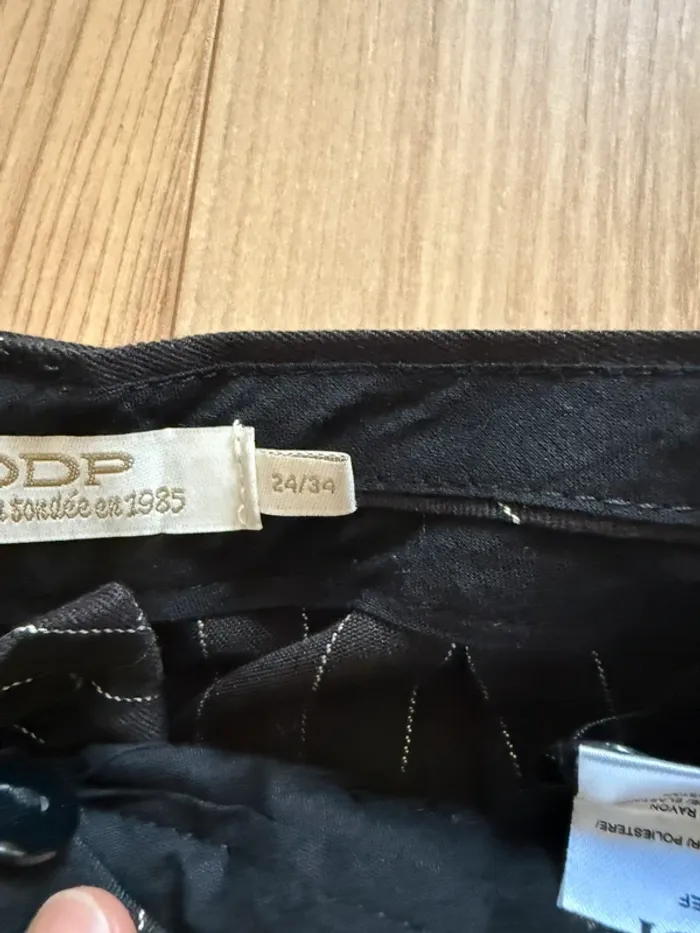 DDP
fondée en 1985
24/34
RAYON
POLIESTERE/